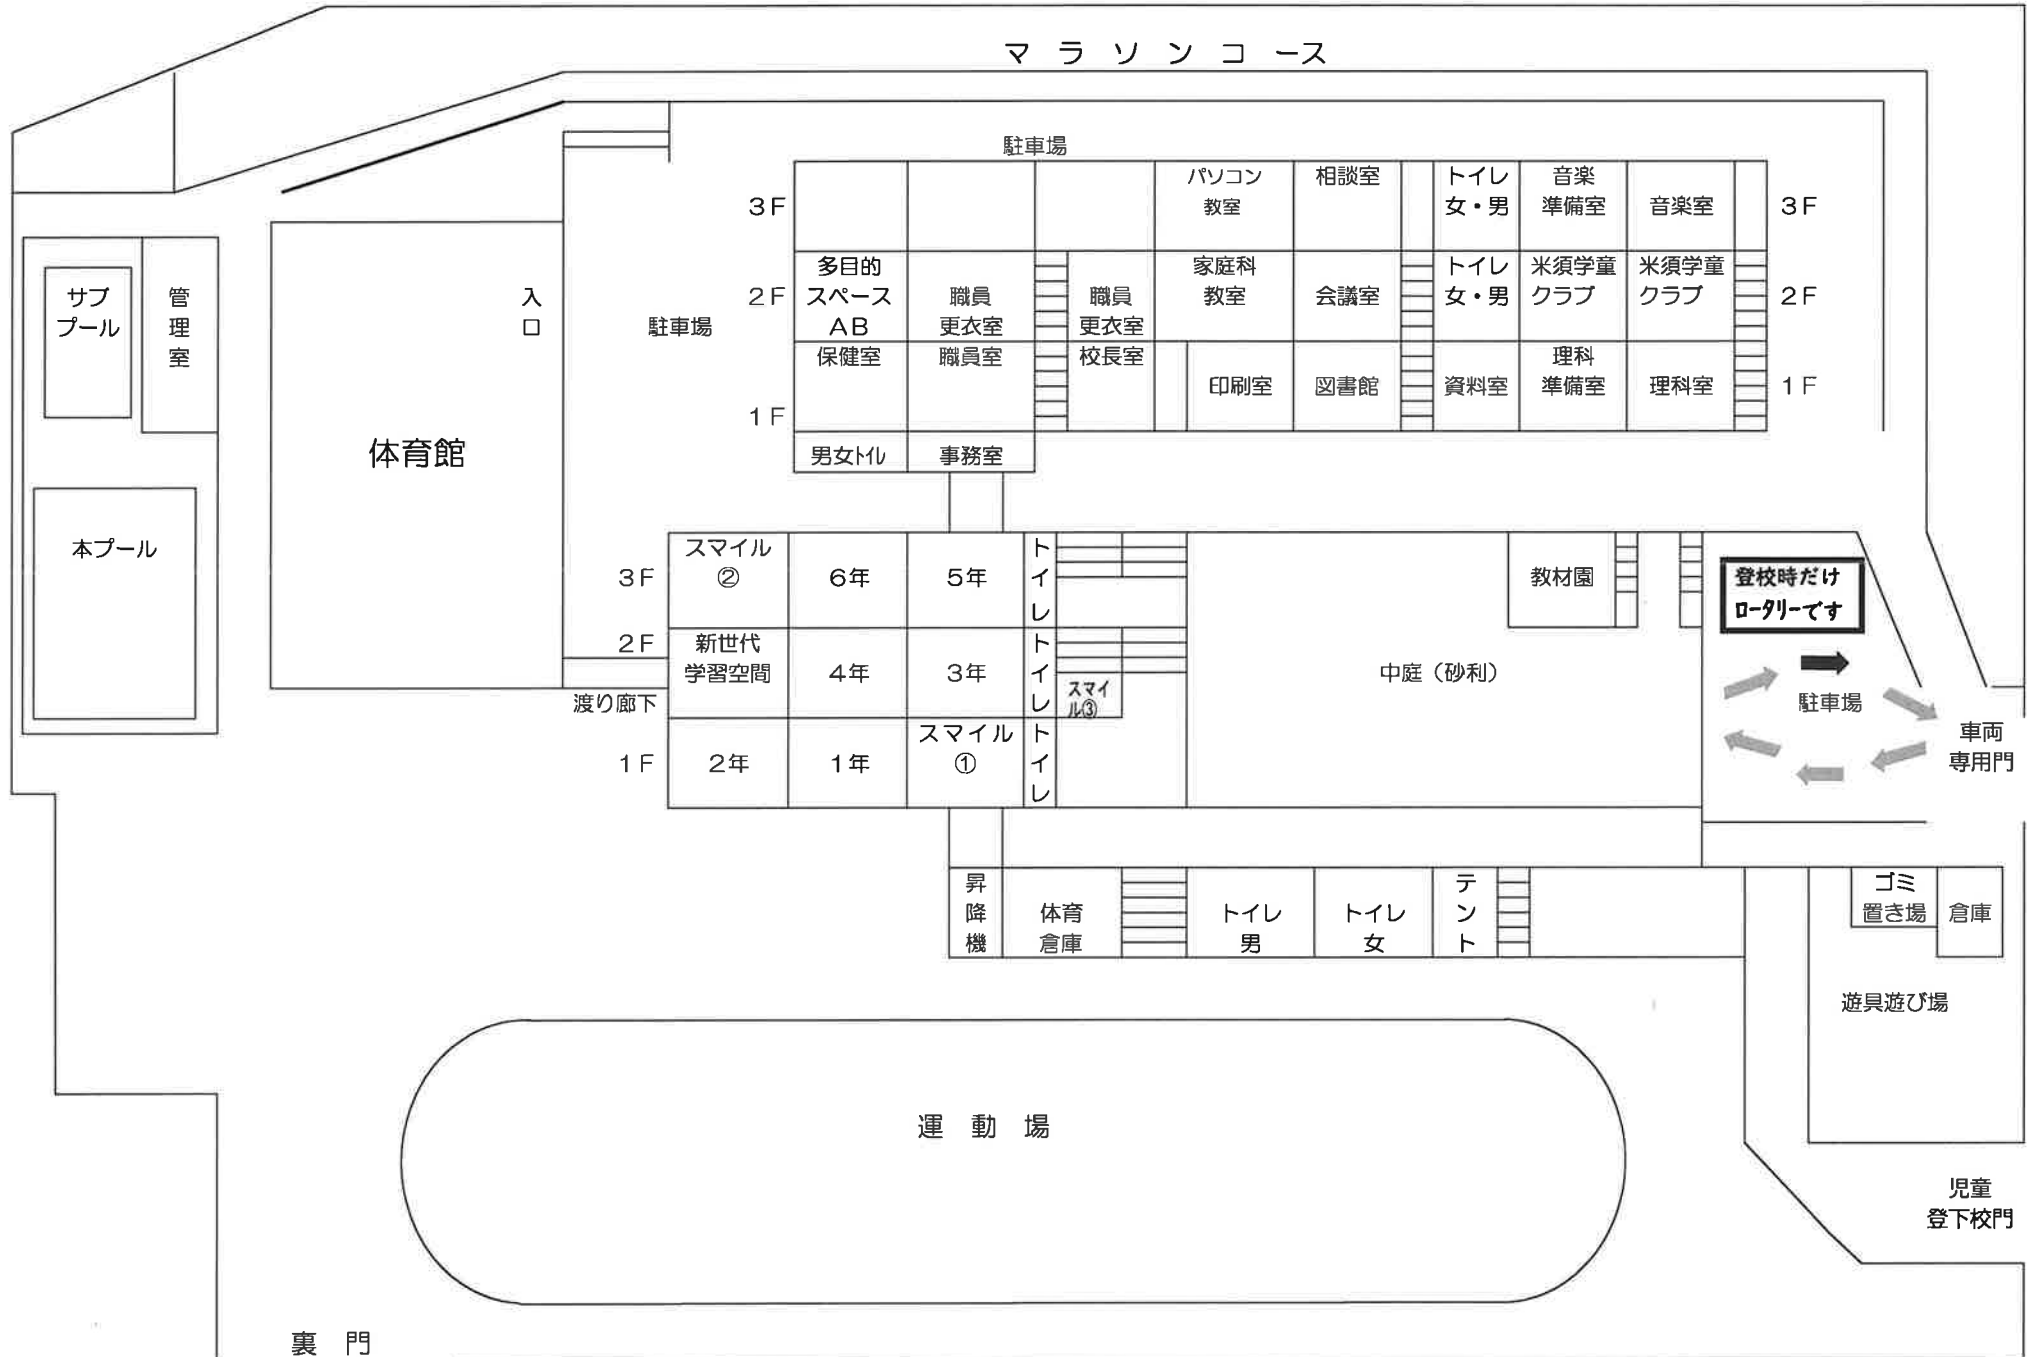 マラソンコース
駐車場
3F
パソコン
教室
相談室
トイレ
女・男
音楽
準備室
音楽室
3F
2F
多目的
スペース
AB
職員
更衣室
職員
更衣室
家庭科
教室
会議室
トイレ
女・男
米須学童
クラブ
米須学童
クラブ
2F
1F
保健室
職員室
校長室
印刷室
図書館
資料室
理科
準備室
理科室
1F
男女トイレ
事務室
サブ
プール
管理室
入口
駐車場
体育館
本プール
3F
スマイル
②
6年
5年
トイレ
2F
新世代
学習空間
4年
3年
トイレ
スマイ
ル③
渡り廊下
1F
2年
1年
スマイル
①
トイレ
教材園
中庭(砂利)
登校時だけ
ロータリーです
駐車場
車両
専用門
昇降機
体育
倉庫
トイレ
男
トイレ
女
テント
ゴミ
置き場
倉庫
遊具遊び場
運動場
児童
登下校門
裏門